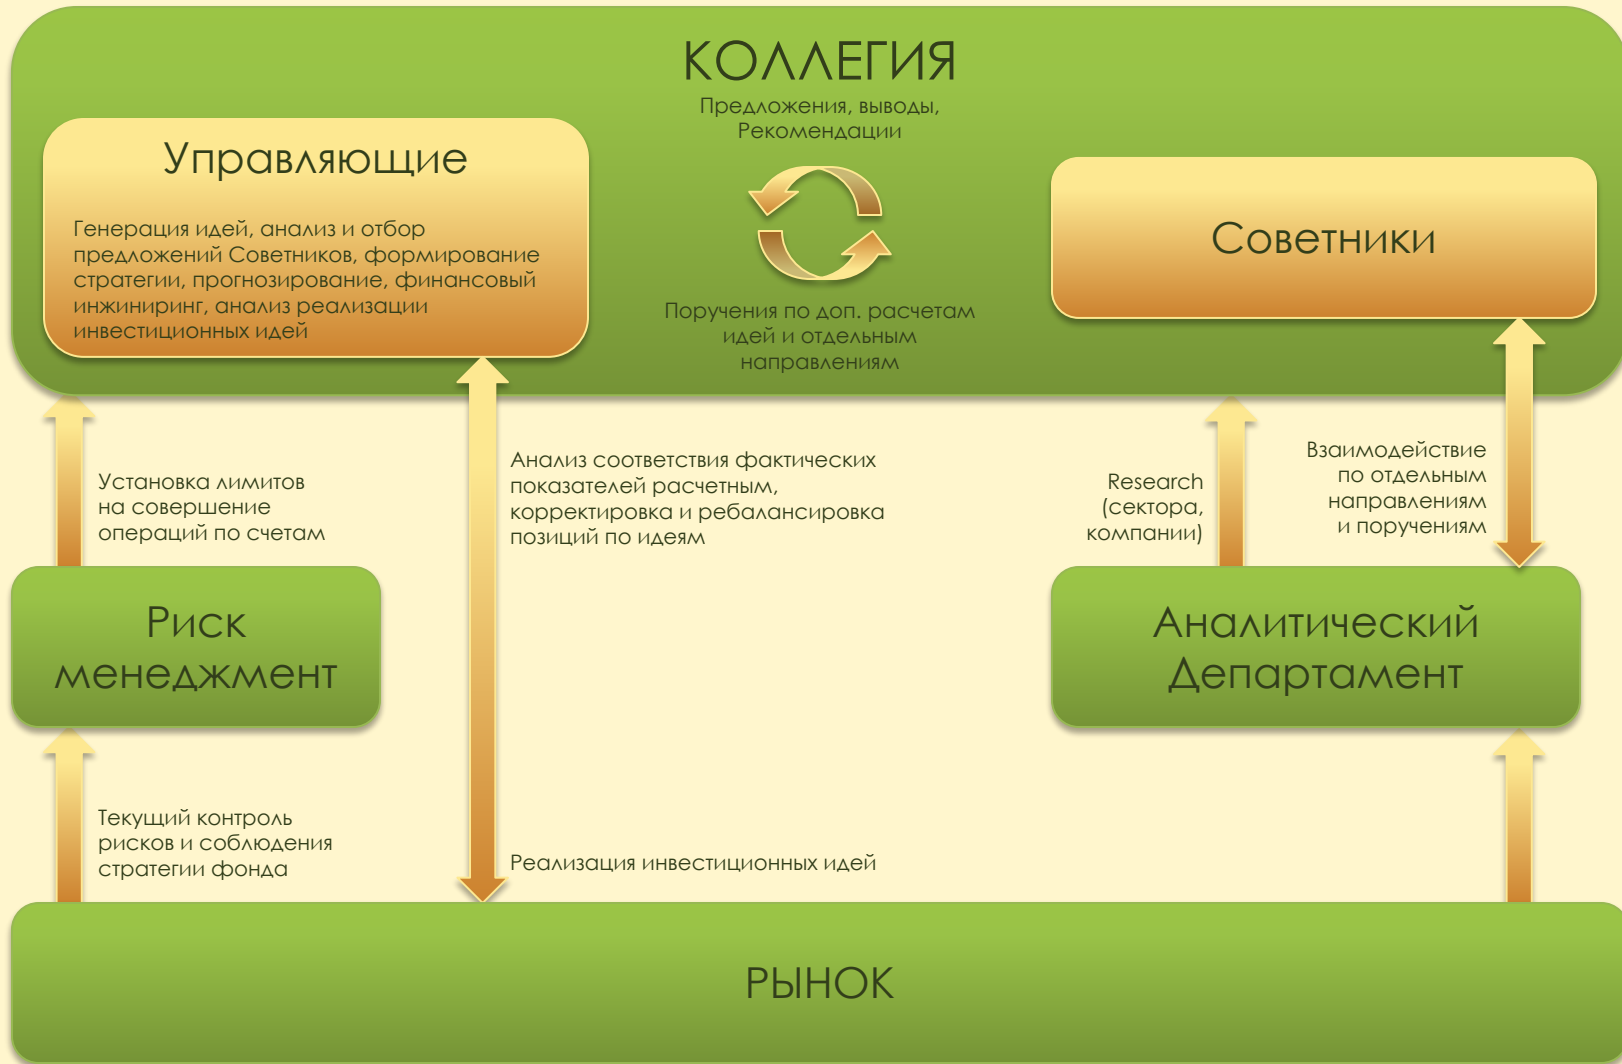 КОЛЛЕГИЯ
Предложения, выводы,
Рекомендации
Управляющие
Генерация идей, анализ и отбор
предложений Советников, формирование
стратегии, прогнозирование, финансовый
инжиниринг, анализ реализации
инвестиционных идей
Советники
Поручения по доп. расчетам
идей и отдельным
направлениям
Установка лимитов
на совершение
операций по счетам
Анализ соответствия фактических
показателей расчетным,
корректировка и ребалансировка
позиций по идеям
Research
(сектора,
компании)
Взаимодействие
по отдельным
направлениям
и поручениям
Риск
менеджмент
Аналитический
Департамент
Текущий контроль
рисков и соблюдения
стратегии фонда
Реализация инвестиционных идей
РЫНОК